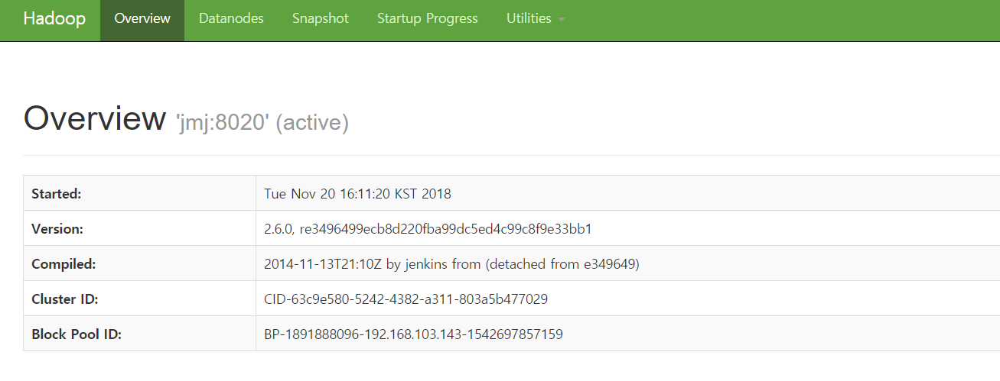 Hadoop Overview Datanodes Snapshot Startup Progress Utilities
Overview 'jmj:8020' (active)
Started: Tue Nov 20 16:11:20 KST 2018
Version: 2.6.0, re3496499ecb8d220fba99dc5ed4c99c8f9e33bb1
Compiled: 2014-11-13T21:10Z by jenkins from (detached from e349649)
Cluster ID: CID-63c9e580-5242-4382-a311-803a5b477029
Block Pool ID: BP-1891888096-192.168.103.143-1542697857159